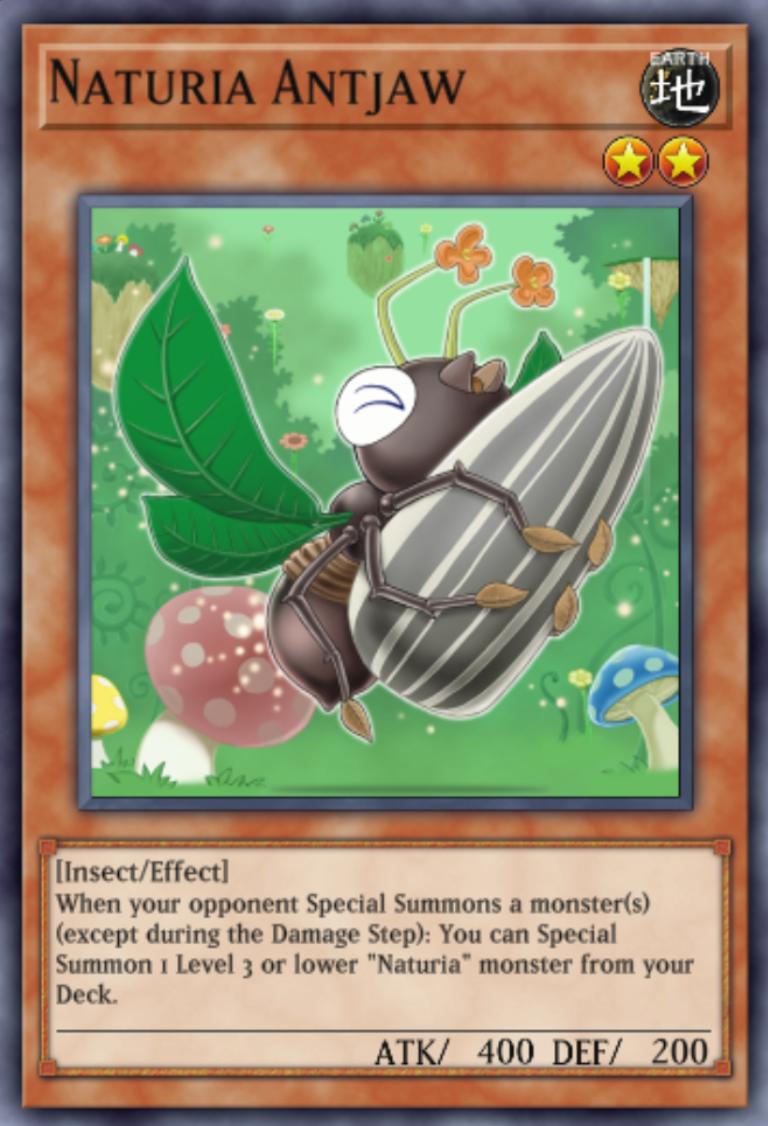 NATURIA ANTJAW
EARTH
地
[Insect/Effect]
When your opponent Special Summons a monster(s)
(except during the Damage Step): You can Special
Summon 1 Level 3 or lower "Naturia" monster from your
Deck.
ATK/ 400 DEF/ 200